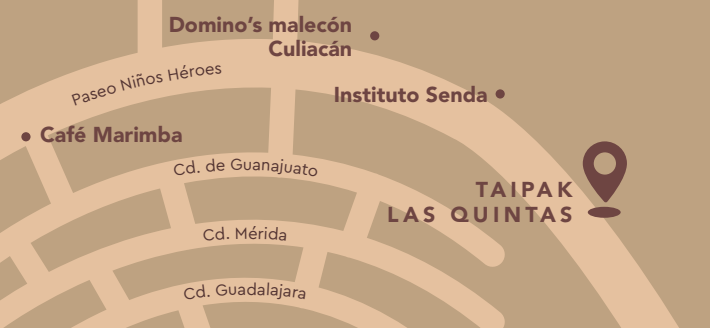 Domino's malecón
Culiacán
Paseo Niños Héroes
Instituto Senda
Café Marimba
Cd. de Guanajuato
TAIPAK
LAS QUINTAS
Cd. Mérida
Cd. Guadalajara